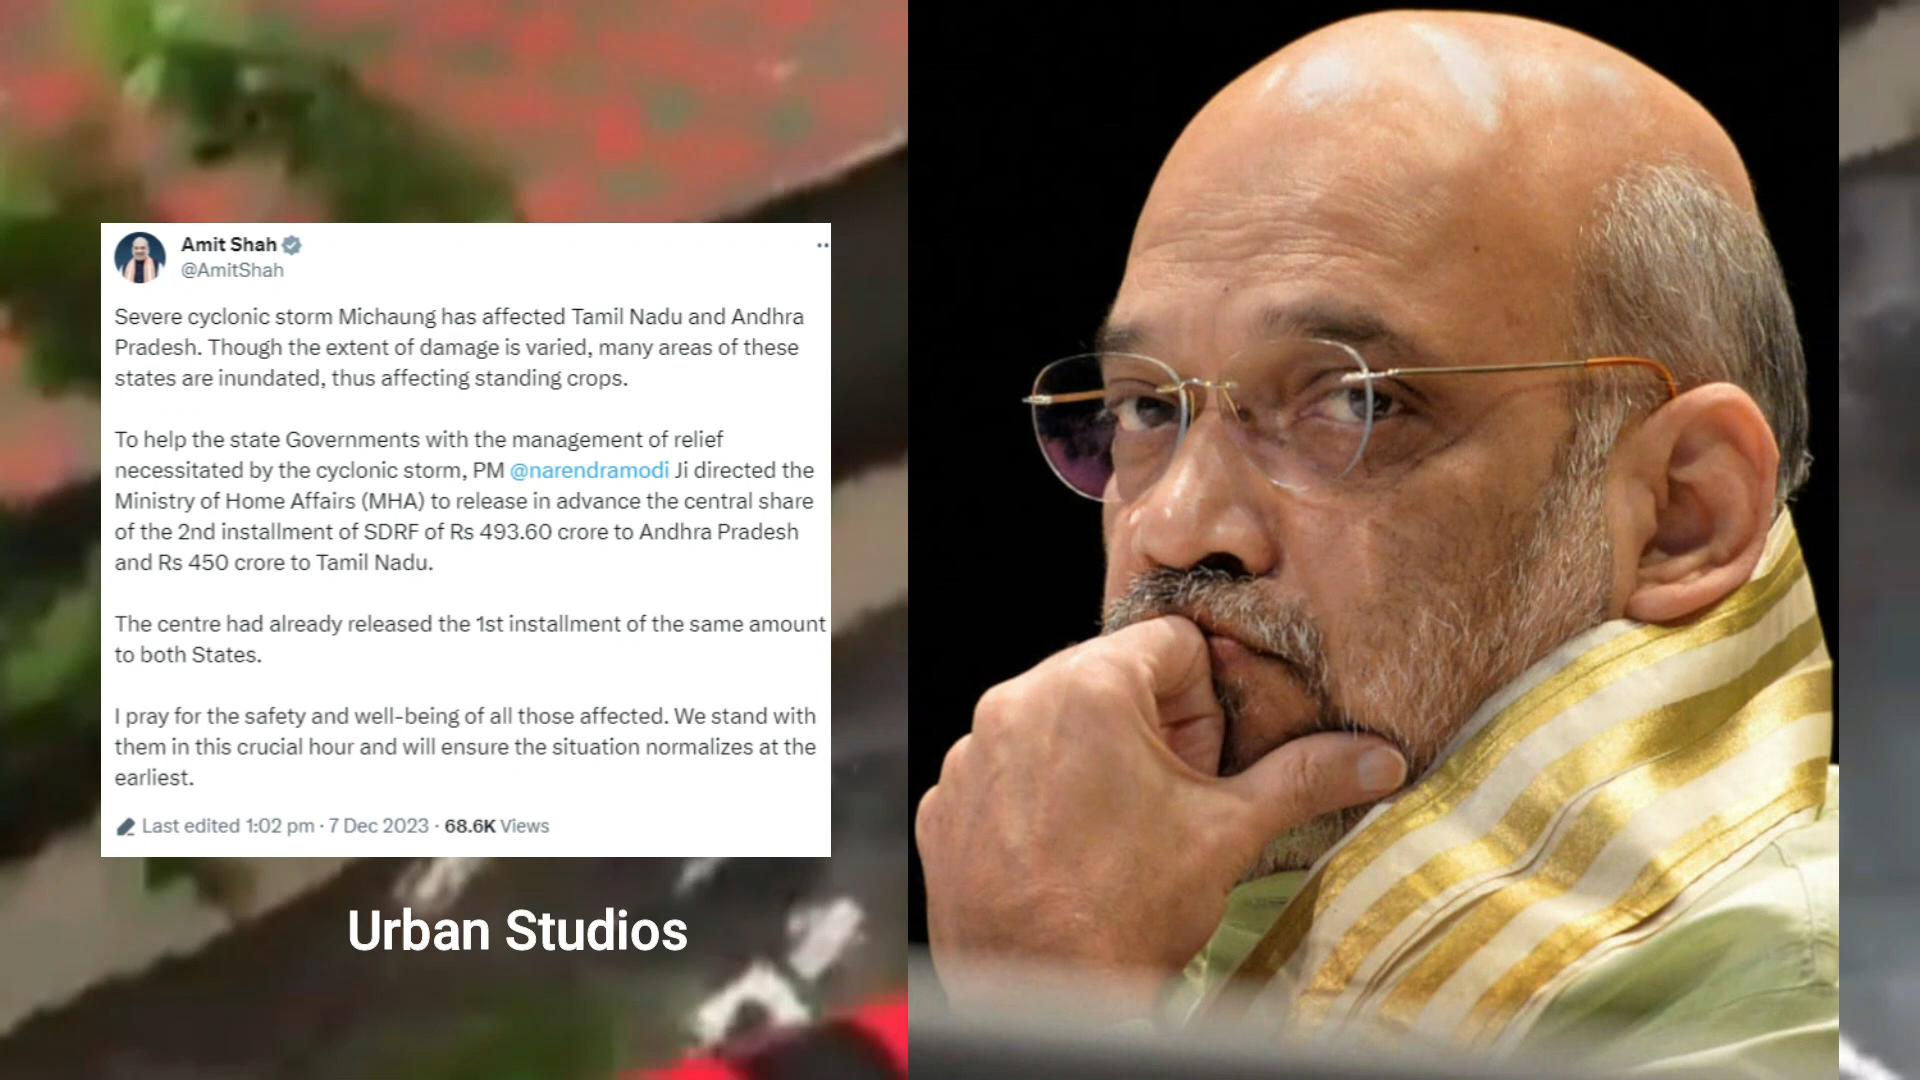 Amit Shah
@AmitShah
Severe cyclonic storm Michaung has affected Tamil Nadu and Andhra
Pradesh. Though the extent of damage is varied, many areas of these
states are inundated, thus affecting standing crops.
To help the state Governments with the management of relief
necessitated by the cyclonic storm, PM @narendramodi Ji directed the
Ministry of Home Affairs (MHA) to release in advance the central share
of the 2nd installment of SDRF of Rs 493.60 crore to Andhra Pradesh
and Rs 450 crore to Tamil Nadu.
The centre had already released the 1st installment of the same amount
to both States.
I pray for the safety and well-being of all those affected. We stand with
them in this crucial hour and will ensure the situation normalizes at the
earliest.
Last edited 1:02 pm · 7 Dec 2023 · 68.6K Views
Urban Studios